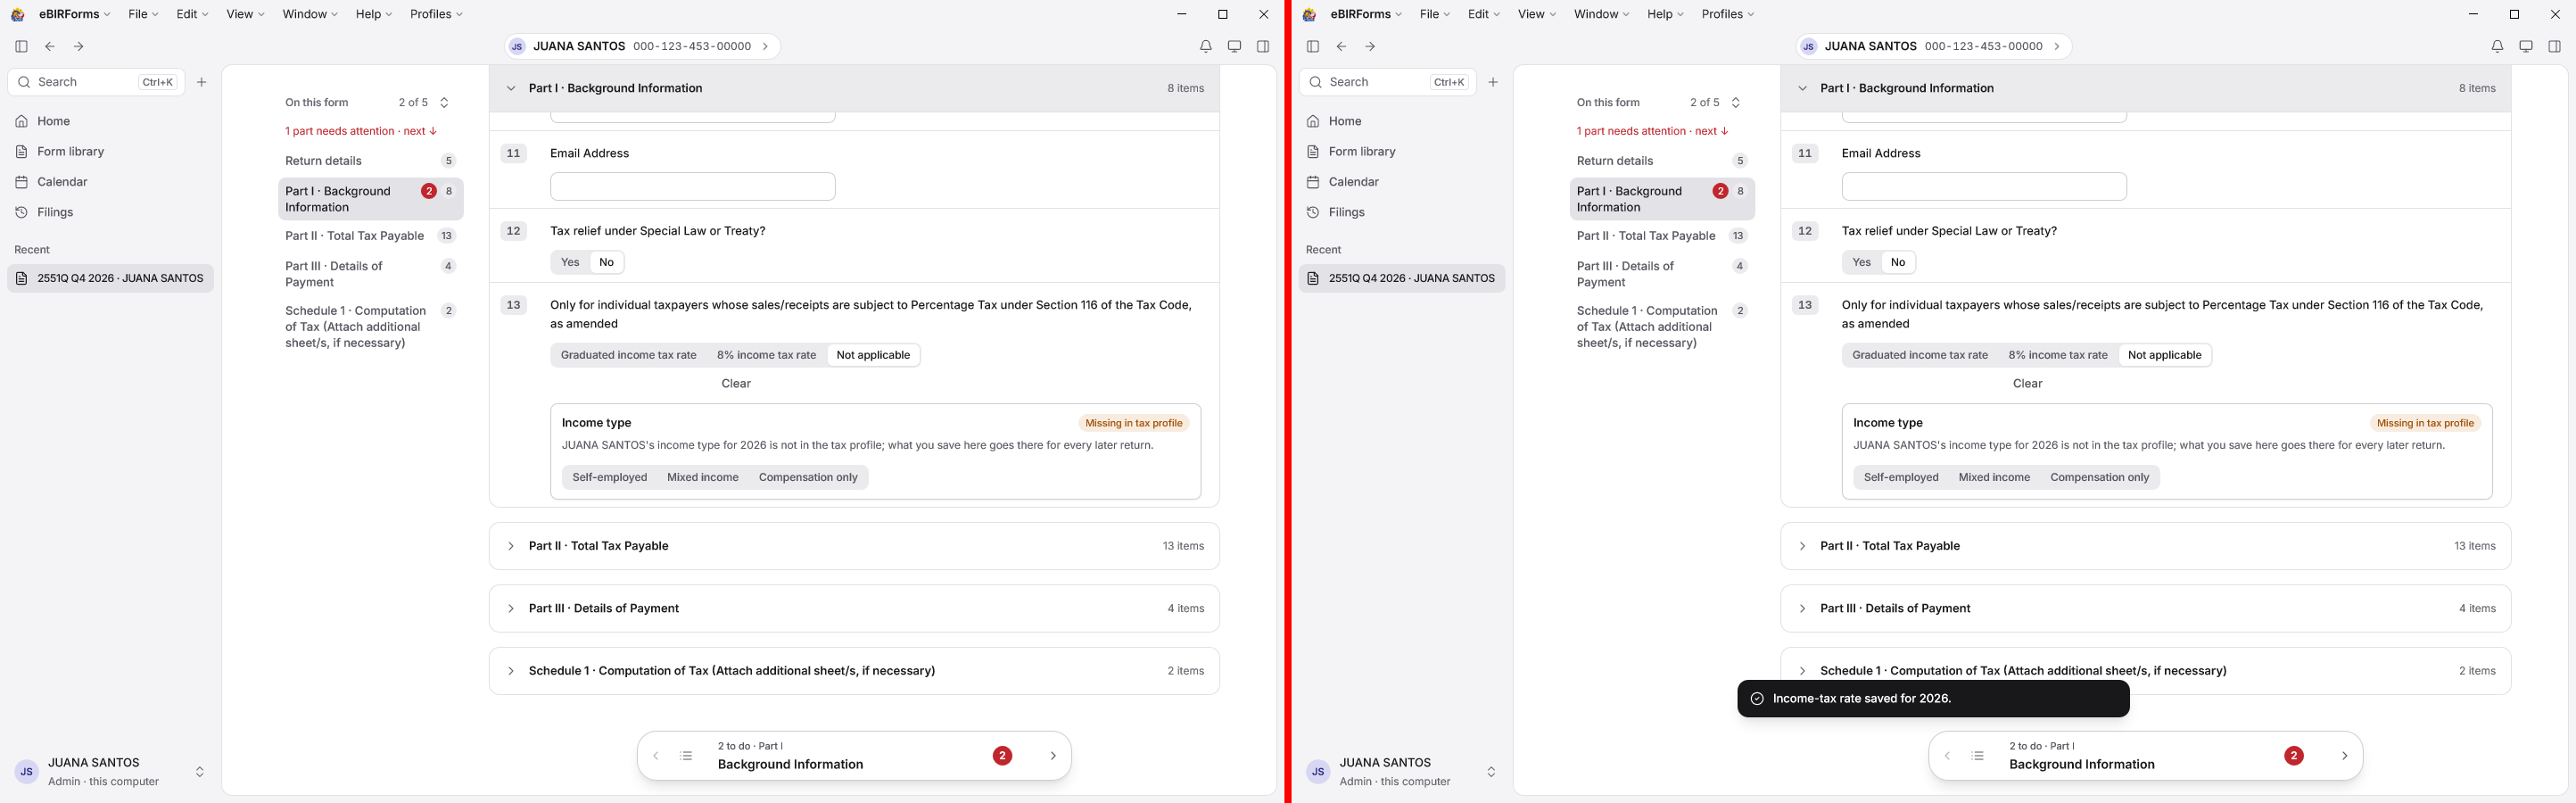 eBIRForms File Edit View Window Help Profiles
JS JUANA SANTOS 000-123-453-00000
Search Ctrl+K
Home
Form library
Calendar
Filings
Recent
2551Q Q4 2026 · JUANA SANTOS
JS JUANA SANTOS
Admin · this computer
On this form 2 of 5
1 part needs attention · next ↓
Return details 5
Part I · Background 2 8
Information
Part II · Total Tax Payable 13
Part III · Details of 4
Payment
Schedule 1 · Computation 2
of Tax (Attach additional
sheet/s, if necessary)
Part I · Background Information 8 items
11 Email Address
12 Tax relief under Special Law or Treaty?
Yes No
13 Only for individual taxpayers whose sales/receipts are subject to Percentage Tax under Section 116 of the Tax Code,
as amended
Graduated income tax rate 8% income tax rate Not applicable
Clear
Income type Missing in tax profile
JUANA SANTOS's income type for 2026 is not in the tax profile; what you save here goes there for every later return.
Self-employed Mixed income Compensation only
Part II · Total Tax Payable 13 items
Part III · Details of Payment 4 items
Schedule 1 · Computation of Tax (Attach additional sheet/s, if necessary) 2 items
2 to do · Part I
Background Information 2
eBIRForms File Edit View Window Help Profiles
JS JUANA SANTOS 000-123-453-00000
Search Ctrl+K
Home
Form library
Calendar
Filings
Recent
2551Q Q4 2026 · JUANA SANTOS
JS JUANA SANTOS
Admin · this computer
On this form 2 of 5
1 part needs attention · next ↓
Return details 5
Part I · Background 2 8
Information
Part II · Total Tax Payable 13
Part III · Details of 4
Payment
Schedule 1 · Computation 2
of Tax (Attach additional
sheet/s, if necessary)
Part I · Background Information 8 items
11 Email Address
12 Tax relief under Special Law or Treaty?
Yes No
13 Only for individual taxpayers whose sales/receipts are subject to Percentage Tax under Section 116 of the Tax Code,
as amended
Graduated income tax rate 8% income tax rate Not applicable
Clear
Income type Missing in tax profile
JUANA SANTOS's income type for 2026 is not in the tax profile; what you save here goes there for every later return.
Self-employed Mixed income Compensation only
Part II · Total Tax Payable 13 items
Part III · Details of Payment 4 items
Schedule 1 · Computation of Tax (Attach additional sheet/s, if necessary) 2 items
Income-tax rate saved for 2026.
2 to do · Part I
Background Information 2